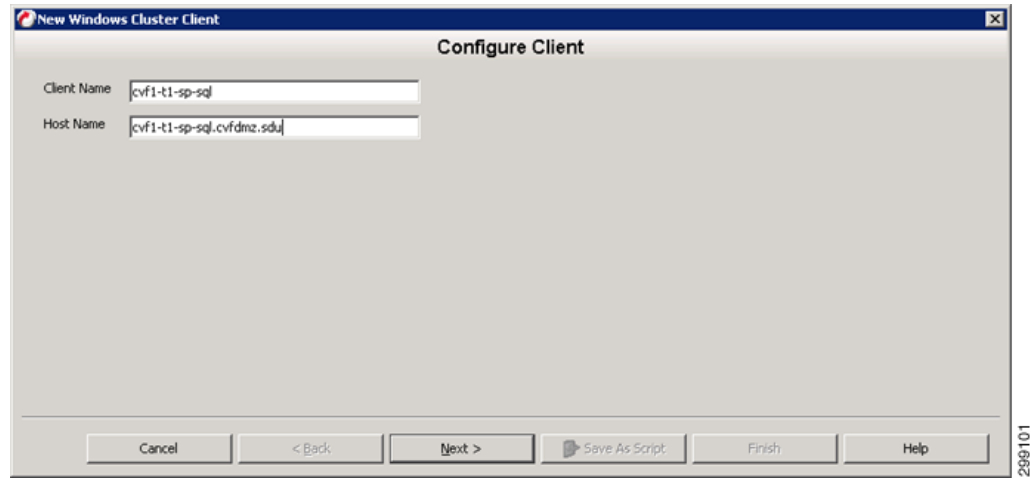 New Windows Cluster Client
Configure Client
Client Name cvf1-t1-sp-sql
Host Name cvf1-t1-sp-sql.cvfdmz.sdu
Cancel < Back Next > Save As Script Finish Help
299101